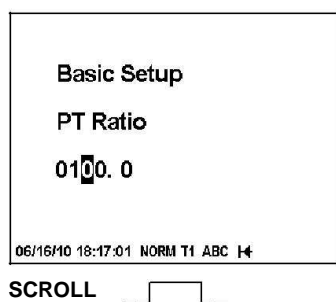 Basic Setup
PT Ratio
0100. 0
06/16/10 18:17:01 NORM T1 ABC
SCROLL